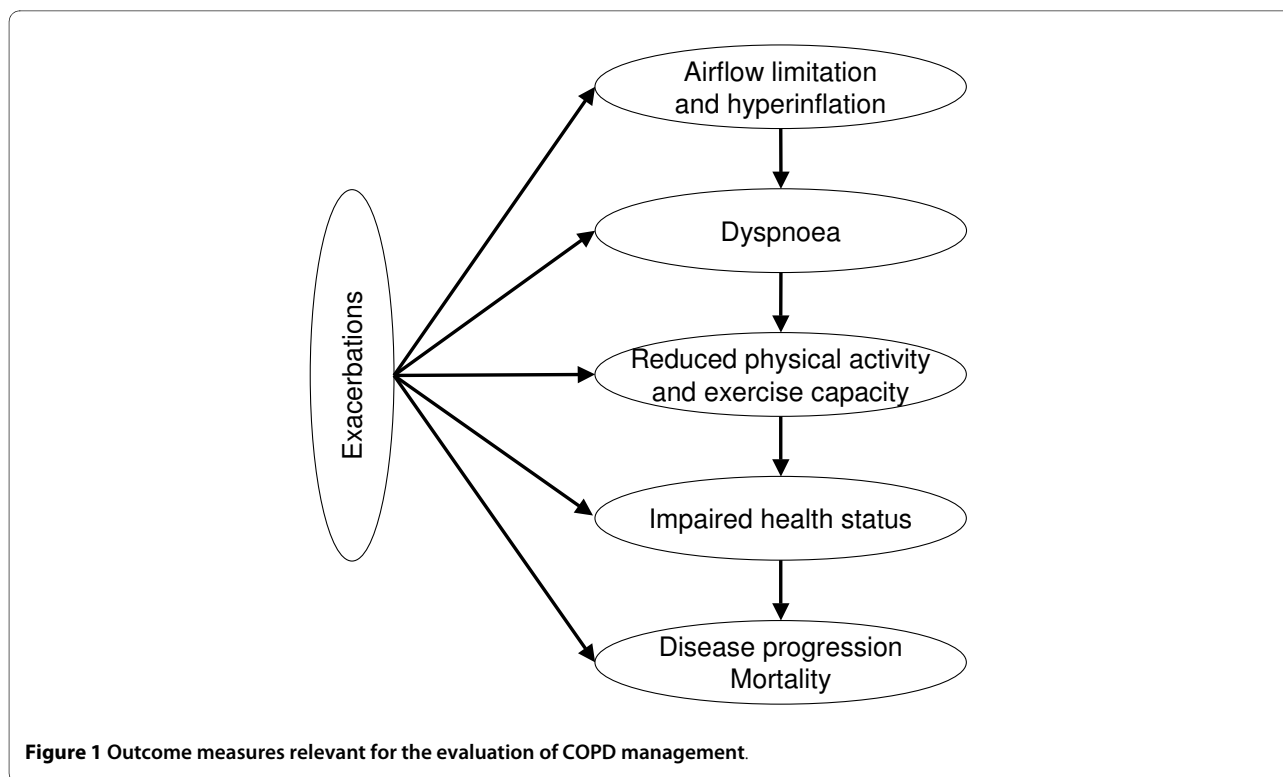 Airflow limitation
and hyperinflation
Dyspnoea
Exacerbations
Reduced physical activity
and exercise capacity
Impaired health status
Disease progression
Mortality
Figure 1 Outcome measures relevant for the evaluation of COPD management.